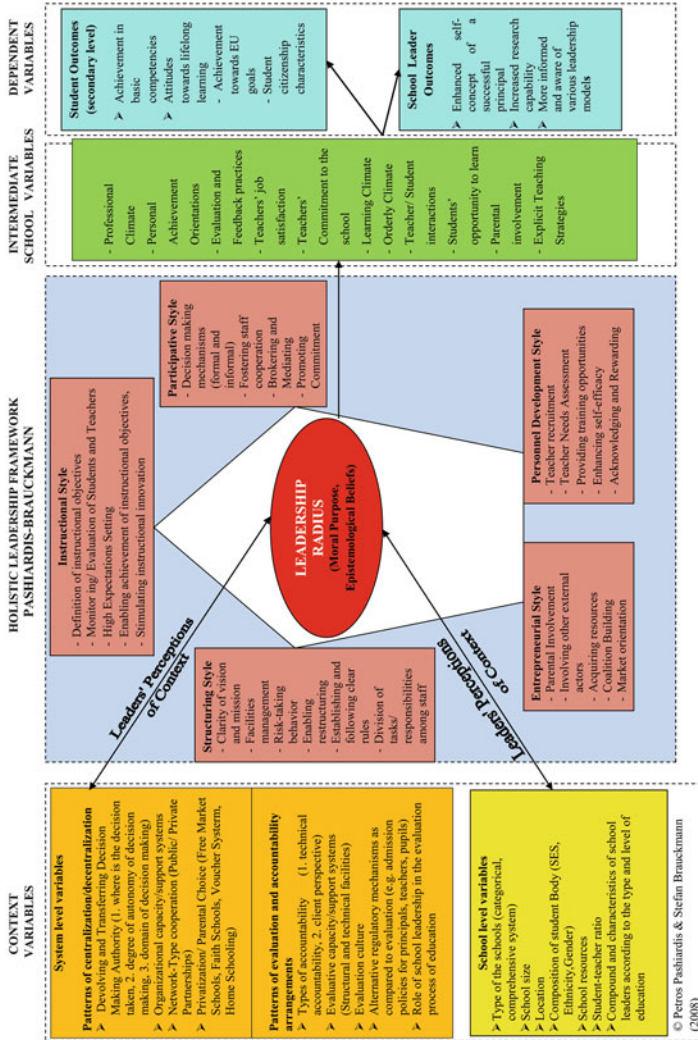 CONTEXT
VARIABLES
System level variables
Patterns of centralization/decentralization
➢ Devolving and Transferring Decision
Making Authority (1. where is the decision
taken, 2. degree of autonomy of decision
making, 3. domain of decision making)
➢ Organizational capacity/support systems
➢ Network-Type cooperation (Public/ Private
Partnerships)
➢ Privatization/ Parental Choice (Free Market
Schools, Faith Schools, Voucher Systerm,
Home Schooling)
Patterns of evaluation and accountability
arrangements
➢ Types of accountability (1. technical
accountability, 2. client perspective)
➢ Evaluative capacity/support systems
(Structural and technical facilities)
➢ Evaluation culture
➢ Alternative regulatory mechanisms as
compared to evaluation (e.g. admission
policies for principals, teachers, pupils)
➢ Role of school leadership in the evaluation
process of education
School level variables
➢ Type of the schools (categorical,
comprehensive system)
➢ School size
➢ Location
➢ Composition of student Body (SES,
Ethnicity,Gender)
➢ School resources
➢ Student-teacher ratio
➢ Compound and characteristics of school
leaders according to the type and level of
education
© Petros Pashiardis & Stefan Brauckmann
(2008)
HOLISTIC LEADERSHIP FRAMEWORK
PASHIARDIS-BRAUCKMANN
Leaders' Perceptions
of Context
Leaders' Perceptions
of Context
Instructional Style
- Definition of instructional objectives
- Monitor ing/ Evaluation of Students and Teachers
- High Expectations Setting
- Enabling achievement of instructional objectives,
- Stimulating instructional innovation
Structuring Style
- Clarity of vision
and mission
- Facilities
management
- Risk-taking
behavior
- Enabling
restructuring
- Establishing and
following clear
rules
- Division of
tasks/
responsibilities
among staff
LEADERSHIP
RADIUS
(Moral Purpose,
Epistemological Beliefs)
Participative Style
- Decision making
mechanisms
(formal and
informal)
- Fostering staff
cooperation
- Brokering and
Mediating
- Promoting
Commitment
Entrepreneurial Style
- Parental Involvement
- Involving other external
actors
- Acquiring resources
- Coalition Building
- Market orientation
Personnel Development Style
- Teacher recruitment
- Teacher Needs Assessment
- Providing training opportunities
- Enhancing self-efficacy
- Acknowledging and Rewarding
INTERMEDIATE
SCHOOL VARIABLES
- Professional
Climate
- Personal
Achievement
Orientations
- Evaluation and
Feedback practices
- Teachers' job
satisfaction
- Teachers'
Commitment to the
school
- Learning Climate
- Orderly Climate
- Teacher/ Student
interactions
- Students'
opportunity to learn
- Parental
involvement
- Explicit Teaching
Strategies
DEPENDENT
VARIABLES
Student Outcomes
(secondary level)
➢ Achievement in
basic
competencies
➢ Attitudes
towards lifelong
learning
- Achievement
towards EU
goals
- Student
citizenship
characteristics
School Leader
Outcomes
➢ Enhanced self-
concept of a
successful
principal
➢ Increased research
capability
➢ More informed
and aware of
various leadership
models